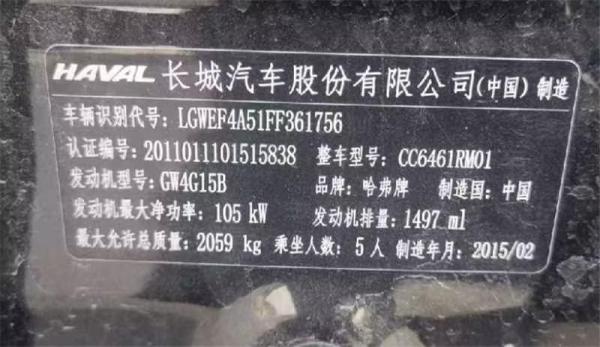 HAVAL 长城汽车股份有限公司(中国) 制造
车辆识别代号: LGWEF4A51FF361756
认证编号: 2011011101515838 整车型号: CC6461RM01
发动机型号: GW4G15B 品牌: 哈弗牌 制造国: 中国
发动机最大净功率: 105 kW 发动机排量: 1497 ml
最大允许总质量: 2059 kg 乘坐人数: 5 人 制造年月: 2015/02